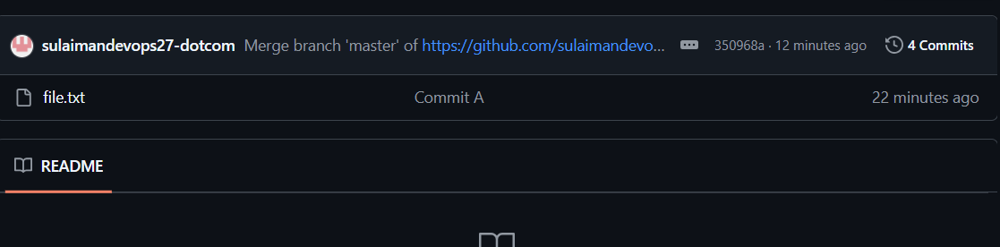 sulaimandevops27-dotcom Merge branch 'master' of https://github.com/sulaimandevo... 350968a · 12 minutes ago 4 Commits
file.txt Commit A 22 minutes ago
README